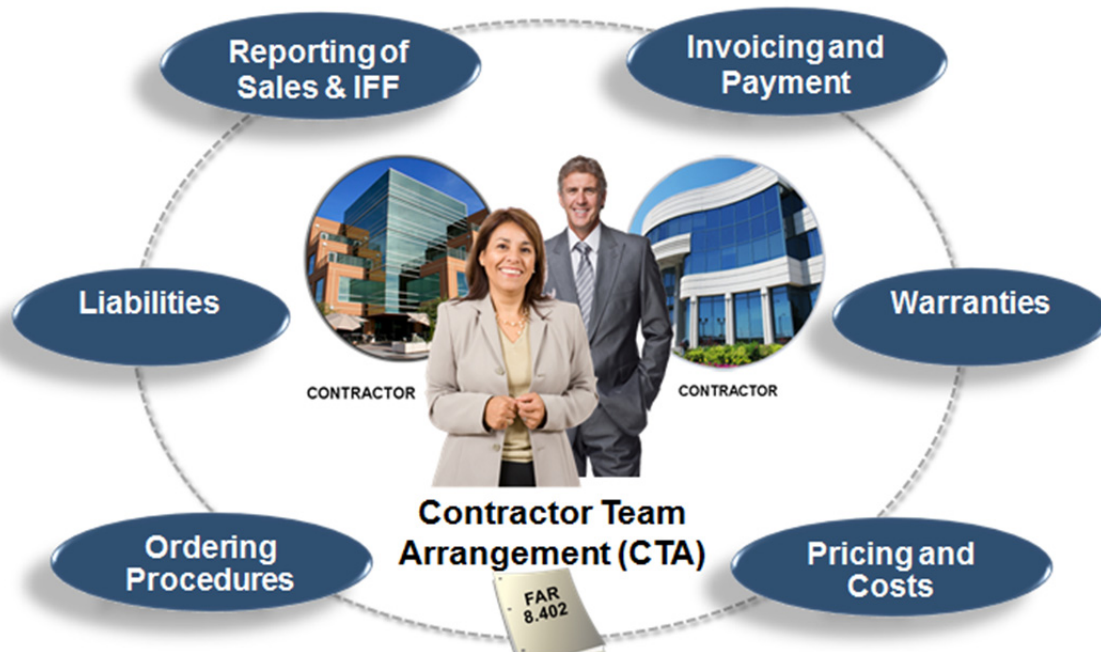 Reporting of
Sales & IFF
Invoicing and
Payment
Liabilities
Warranties
CONTRACTOR
CONTRACTOR
Contractor Team
Arrangement (CTA)
Ordering
Procedures
Pricing and
Costs
FAR
8.402